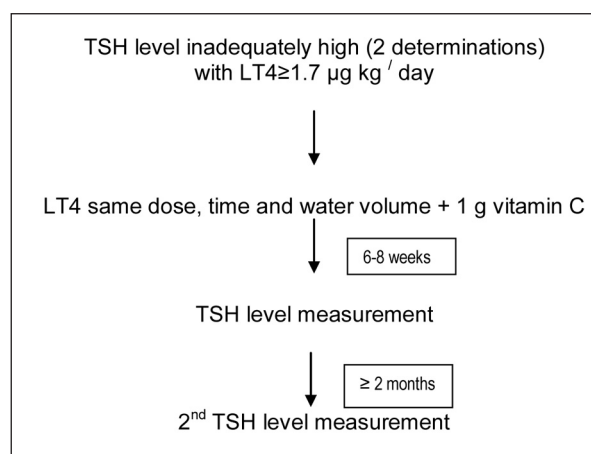 TSH level inadequately high (2 determinations)
with LT4≥1.7 µg kg / day
LT4 same dose, time and water volume + 1 g vitamin C
6-8 weeks
TSH level measurement
≥ 2 months
2nd TSH level measurement